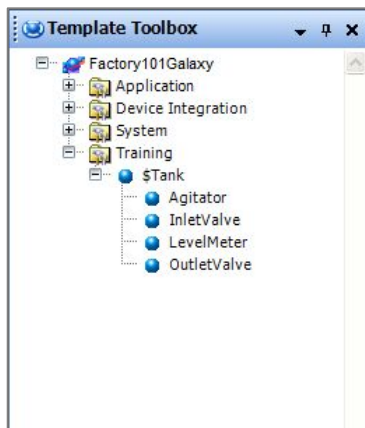 Template Toolbox
Factory101Galaxy
Application
Device Integration
System
Training
$Tank
Agitator
InletValve
LevelMeter
OutletValve